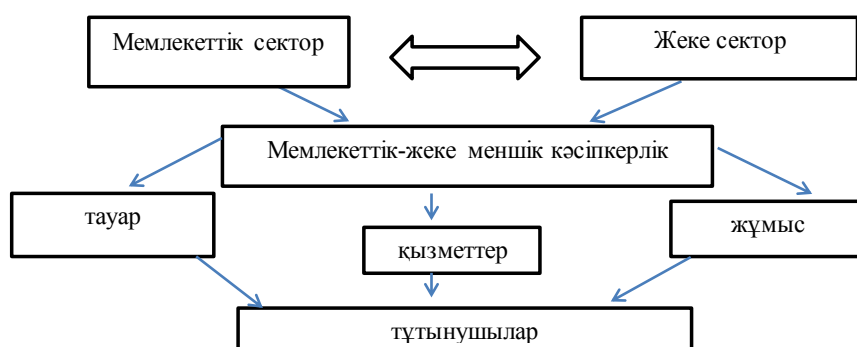 Мемлекеттік сектор
Жеке сектор
Мемлекеттік-жеке меншік кәсіпкерлік
тауар
қызметтер
жұмыс
тұтынушылар